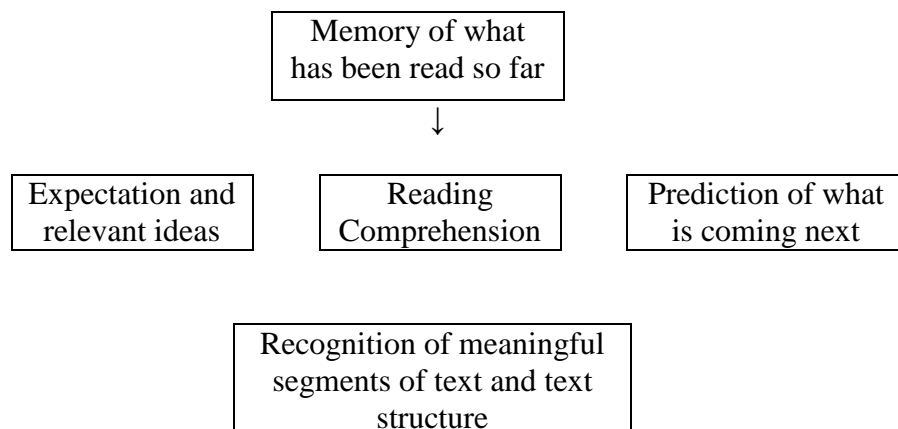 Memory of what
has been read so far
↓
Expectation and
relevant ideas
Reading
Comprehension
Prediction of what
is coming next
Recognition of meaningful
segments of text and text
structure